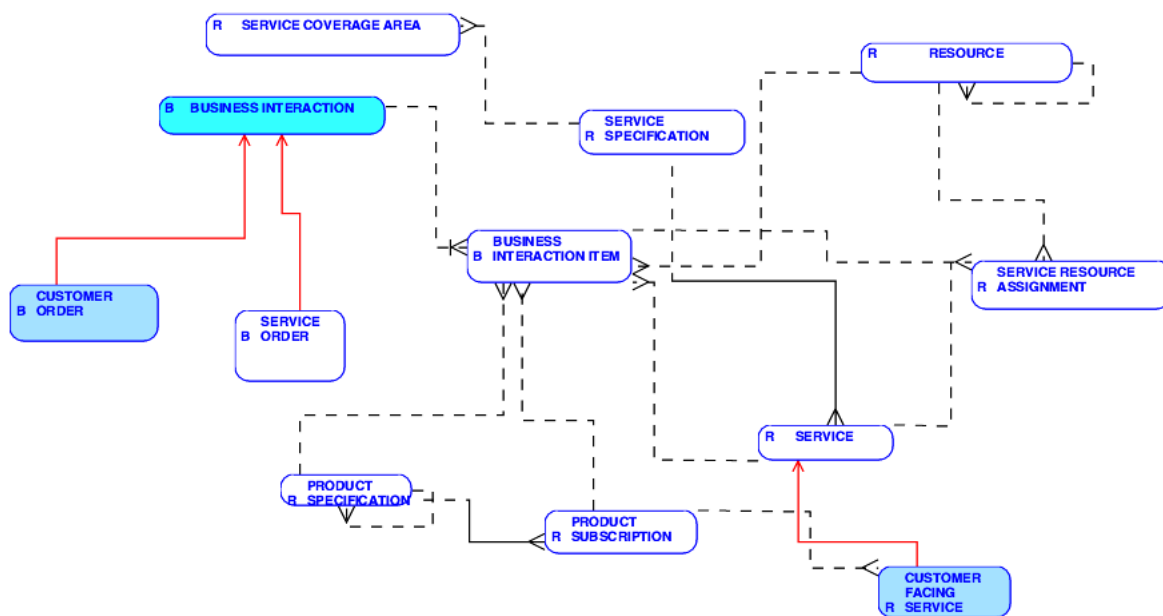 R SERVICE COVERAGE AREA
R RESOURCE
B BUSINESS INTERACTION
SERVICE
R SPECIFICATION
BUSINESS
B INTERACTION ITEM
SERVICE RESOURCE
R ASSIGNMENT
CUSTOMER
B ORDER
SERVICE
B ORDER
R SERVICE
PRODUCT
R SPECIFICATION
PRODUCT
R SUBSCRIPTION
CUSTOMER
FACING
R SERVICE